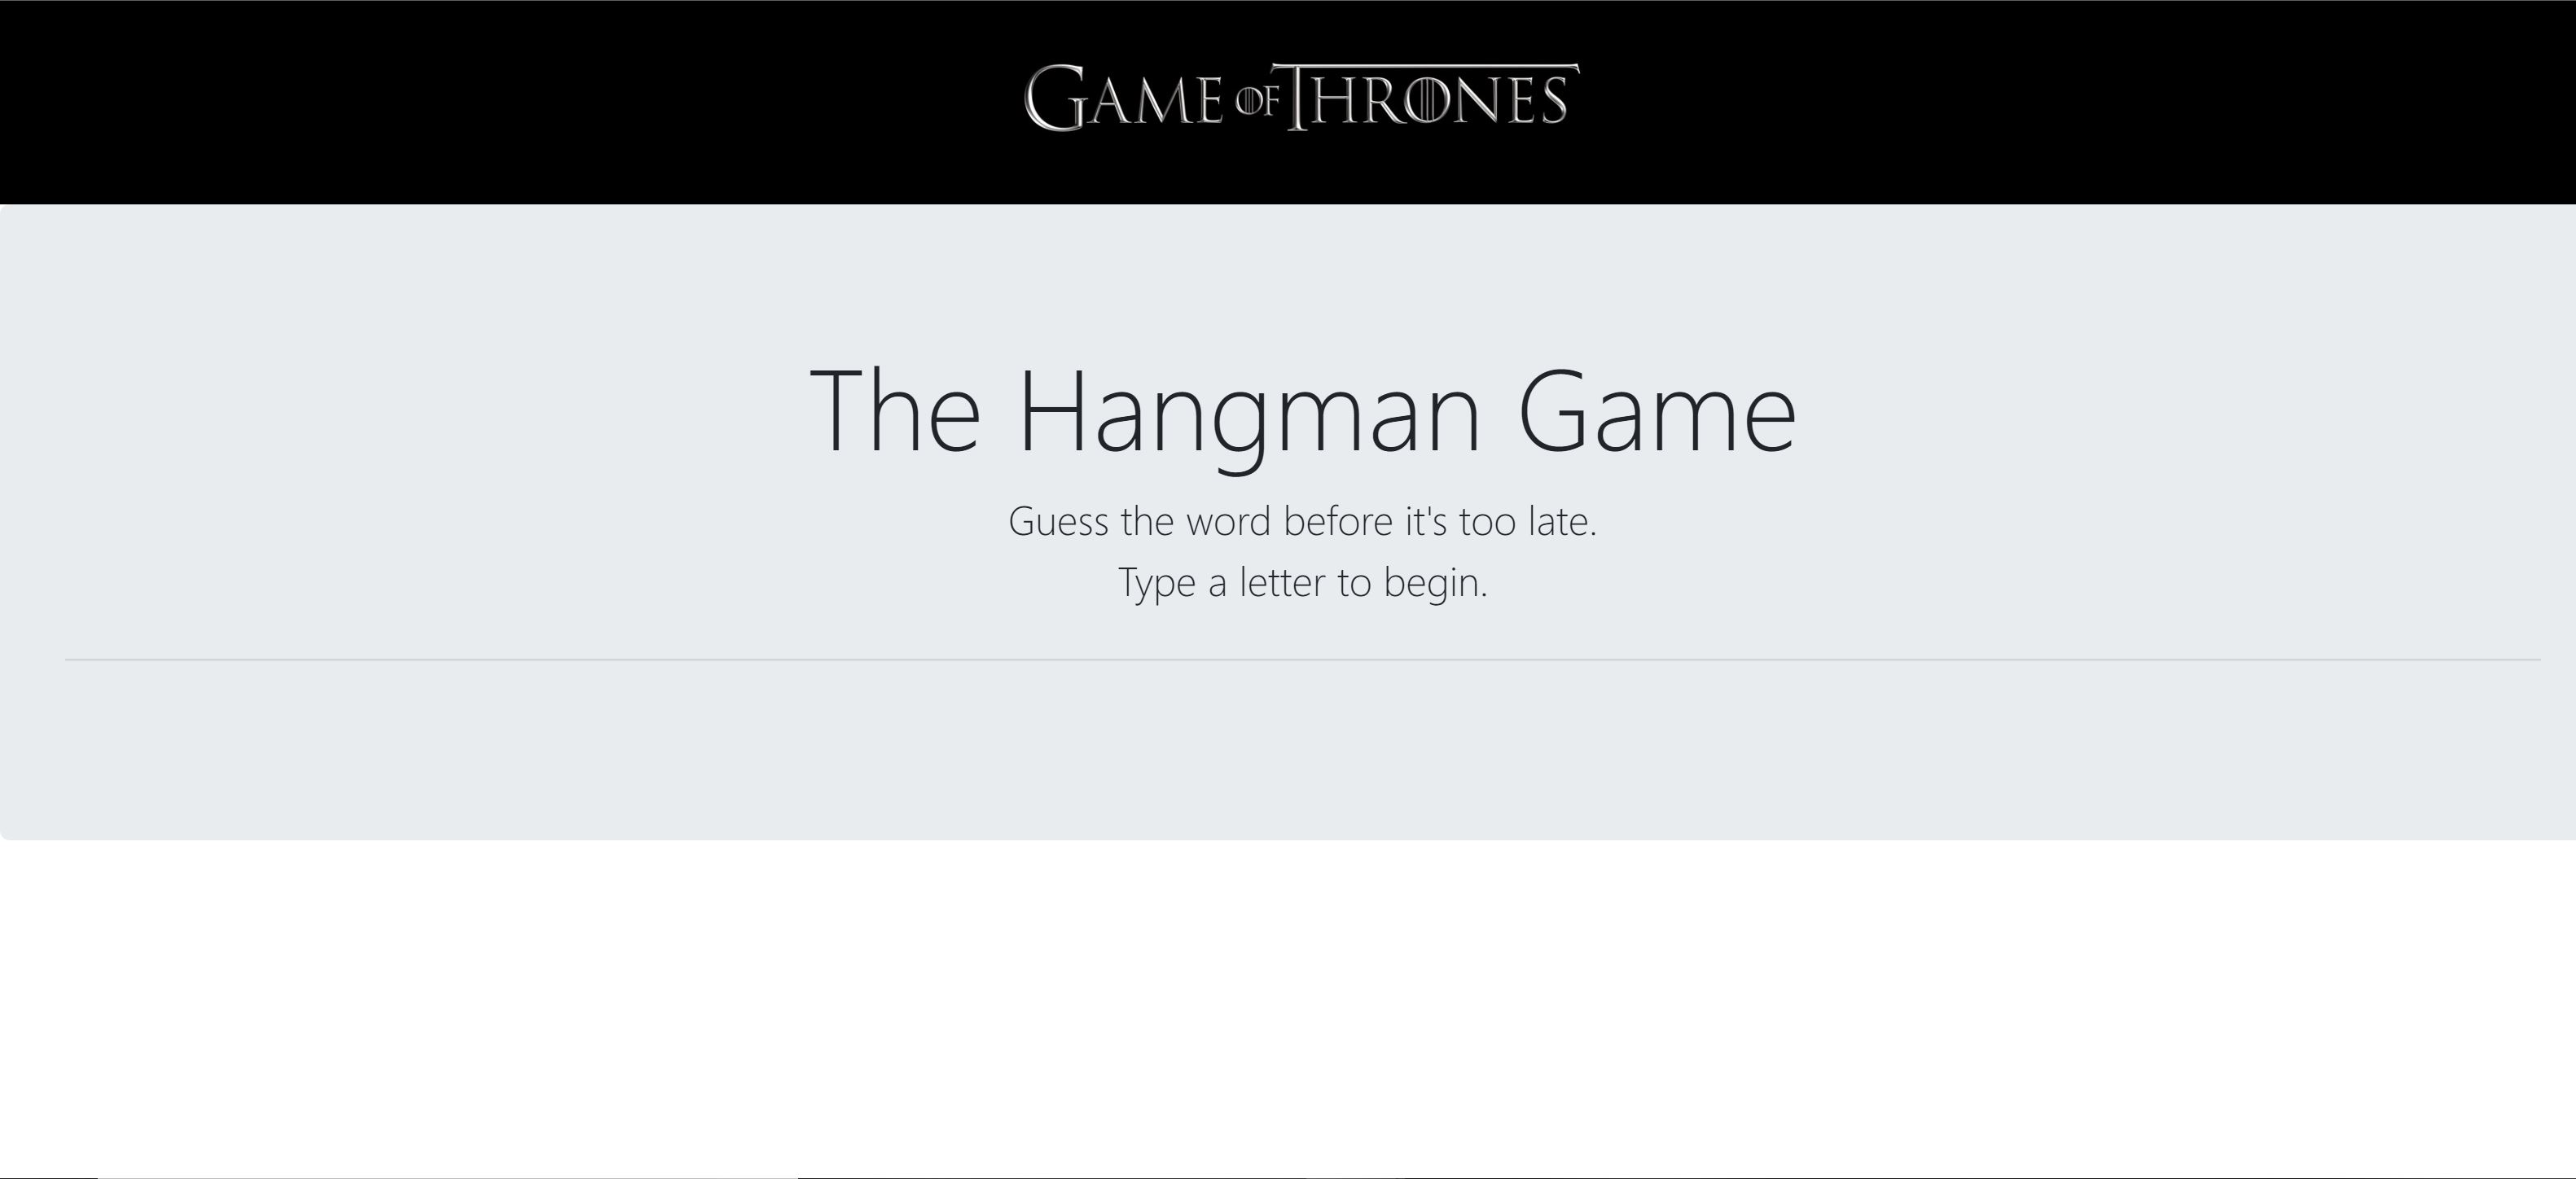 GAME OF THRONES
The Hangman Game
Guess the word before it's too late.
Type a letter to begin.